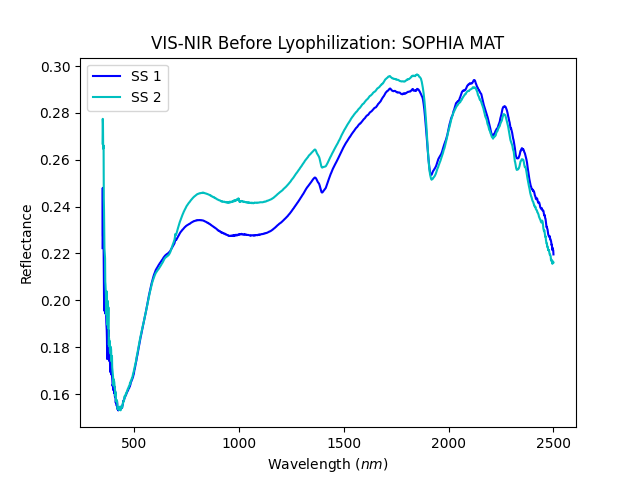 VIS-NIR Before Lyophilization: SOPHIA MAT
SS 1
SS 2
Reflectance
0.30
0.28
0.26
0.24
0.22
0.20
0.18
0.16
500 1000 1500 2000 2500
Wavelength (nm)